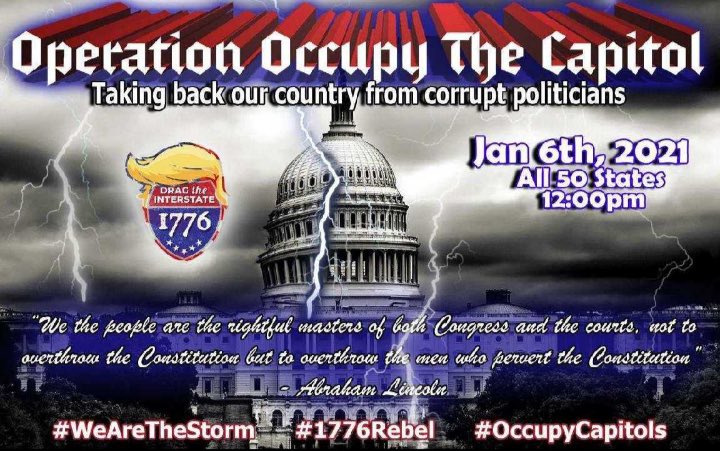 Operation Occupy The Capitol
Taking back our country from corrupt politicians
Jan 6th, 2021
All 50 States
12:00pm
DRAG the
INTERSTATE
1776
"We the people are the rightful masters of both Congress and the courts, not to
overthrow the Constitution but to overthrow the men who pervert the Constitution"
- Abraham Lincoln
#WeAreTheStorm #1776Rebel #OccupyCapitols